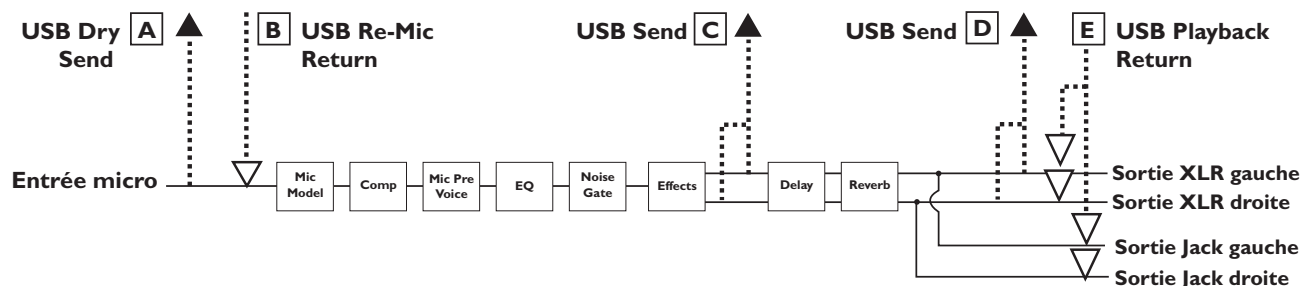 USB Dry Send A
B USB Re-Mic Return
USB Send C
USB Send D
E USB Playback Return
Entrée micro
Mic Model
Comp
Mic Pre Voice
EQ
Noise Gate
Effects
Delay
Reverb
Sortie XLR gauche
Sortie XLR droite
Sortie Jack gauche
Sortie Jack droite